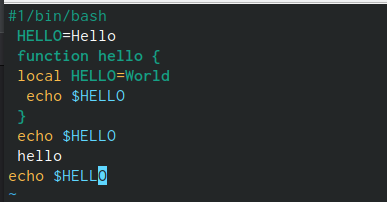 #1/bin/bash
HELLO=Hello
function hello {
local HELLO=World
echo $HELLO
}
echo $HELLO
hello
echo $HELLO
~